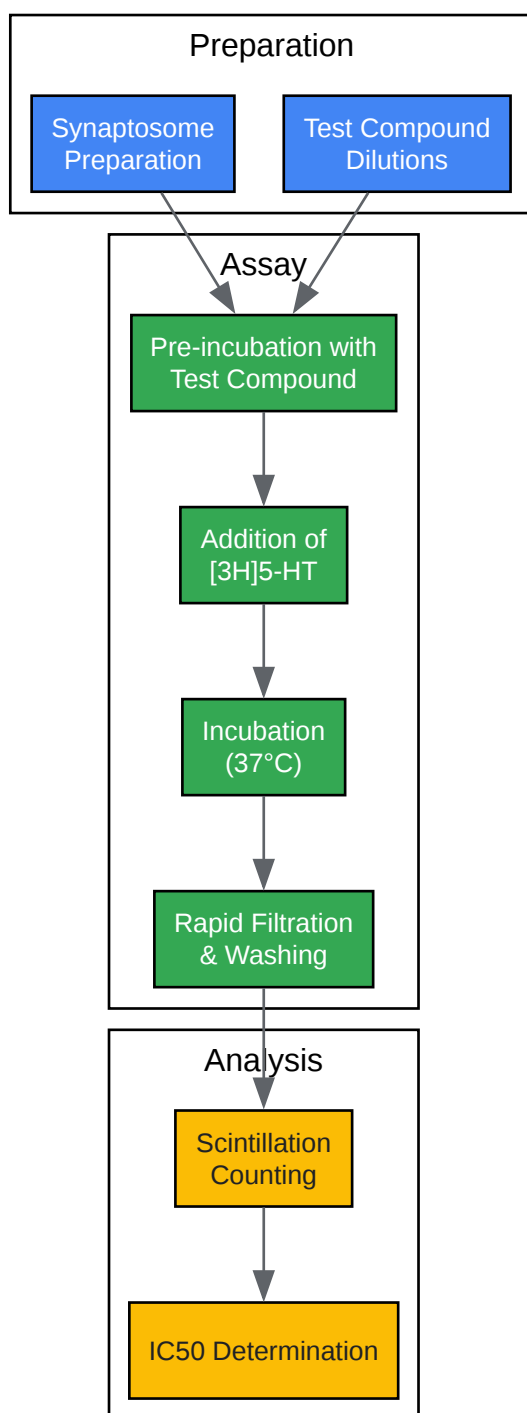 Preparation
Synaptosome
Preparation
Test Compound
Dilutions
Assay
Pre-incubation with
Test Compound
Addition of
[3H]5-HT
Incubation
(37°C)
Rapid Filtration
& Washing
Analysis
Scintillation
Counting
IC50 Determination